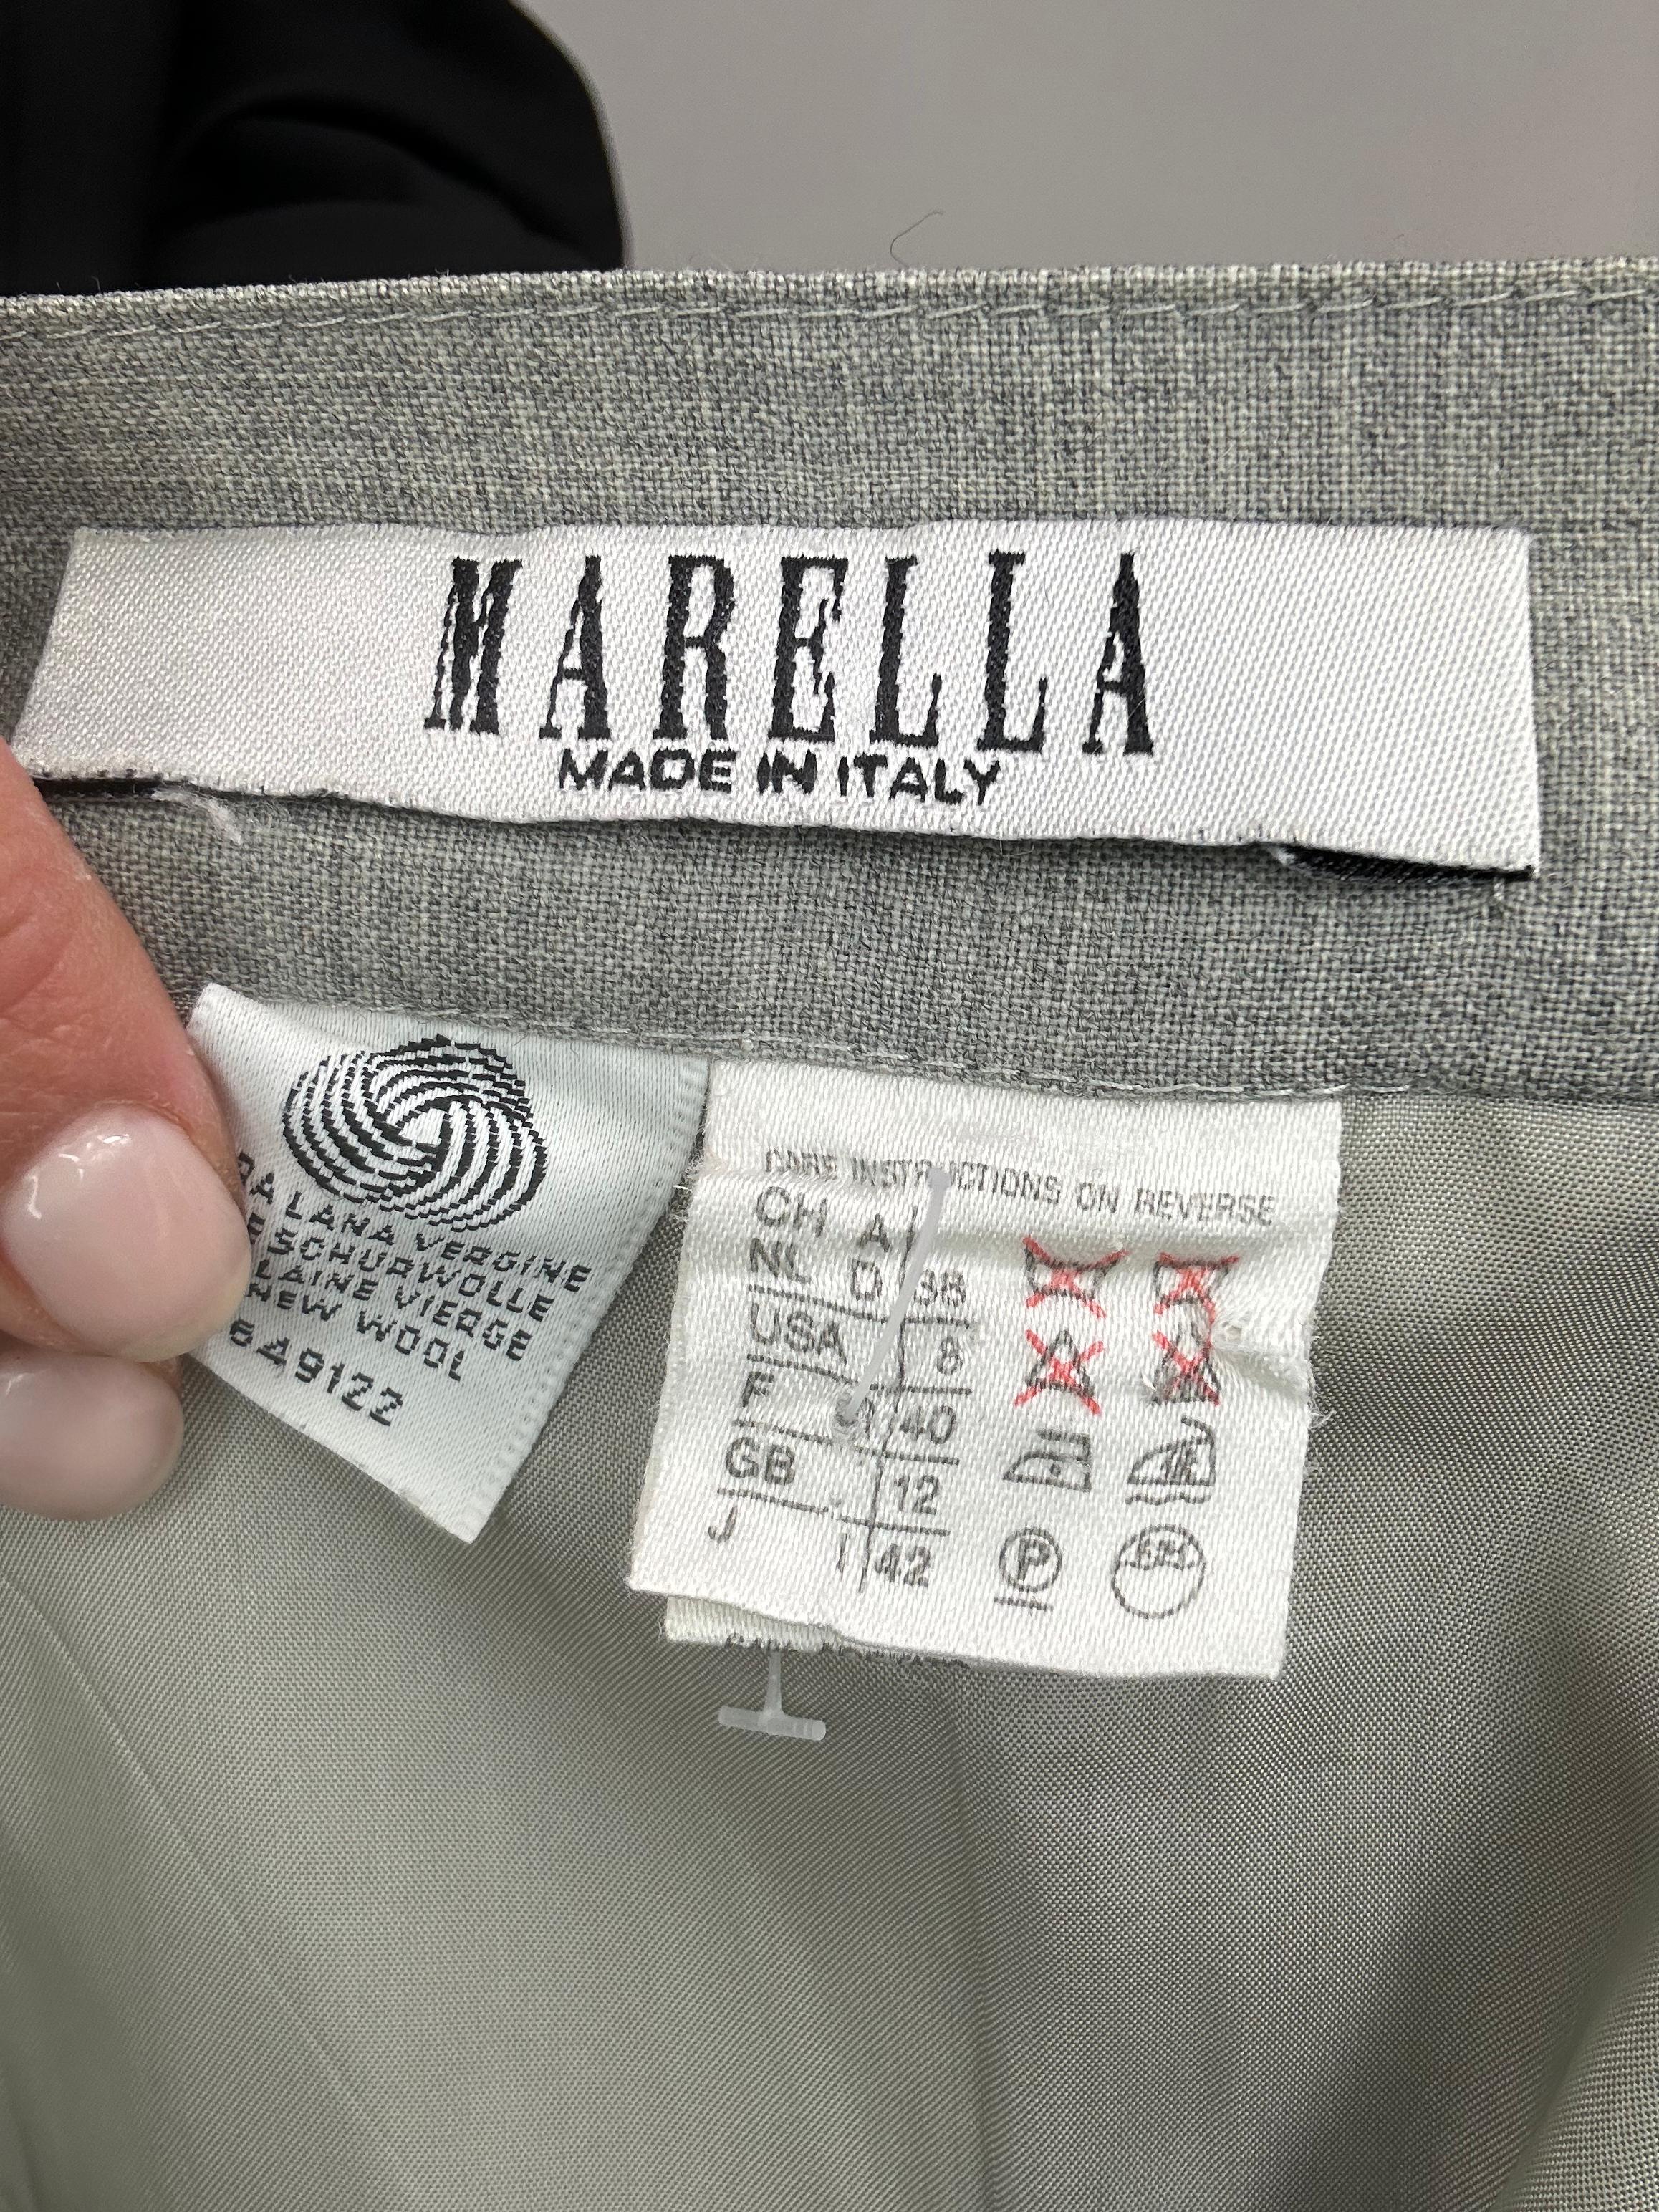 MARELLA
MADE IN ITALY
LANA VERGINE
SCHURWOLLE
LAINE VIERGE
NEW WOOL
649122
CARE INSTRUCTIONS ON REVERSE
CH A
NL D 38
USA 8
F 40
GB 12
J I 42
P